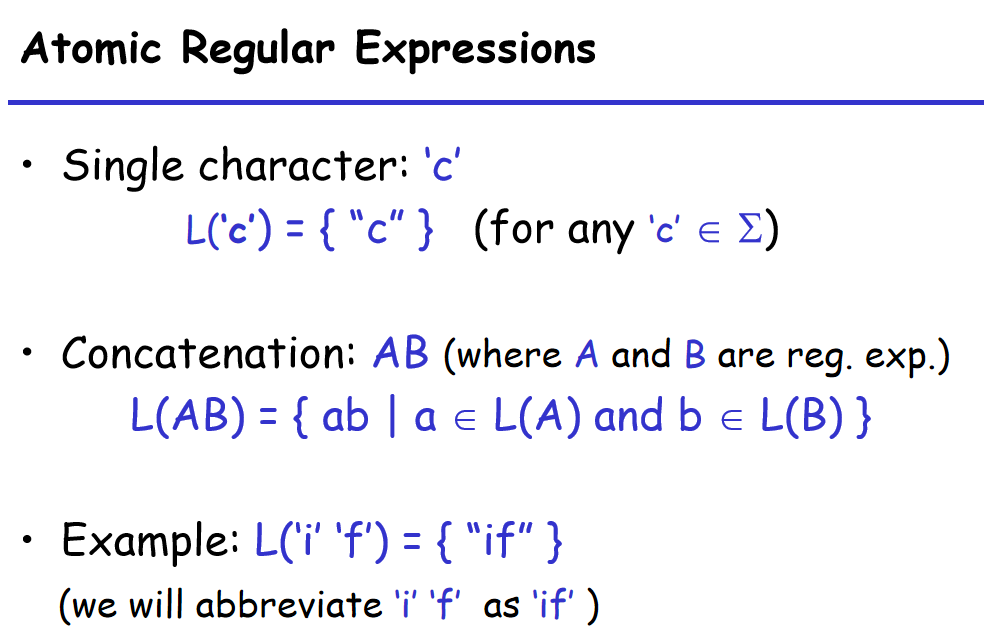 Atomic Regular Expressions
• Single character: ‘c’
L(‘c’) = { “c” } (for any ‘c’ ∈ Σ)
• Concatenation: AB (where A and B are reg. exp.)
L(AB) = { ab | a ∈ L(A) and b ∈ L(B) }
• Example: L(‘i’ ‘f’) = { “if” }
(we will abbreviate ‘i’ ‘f’ as ‘if’ )